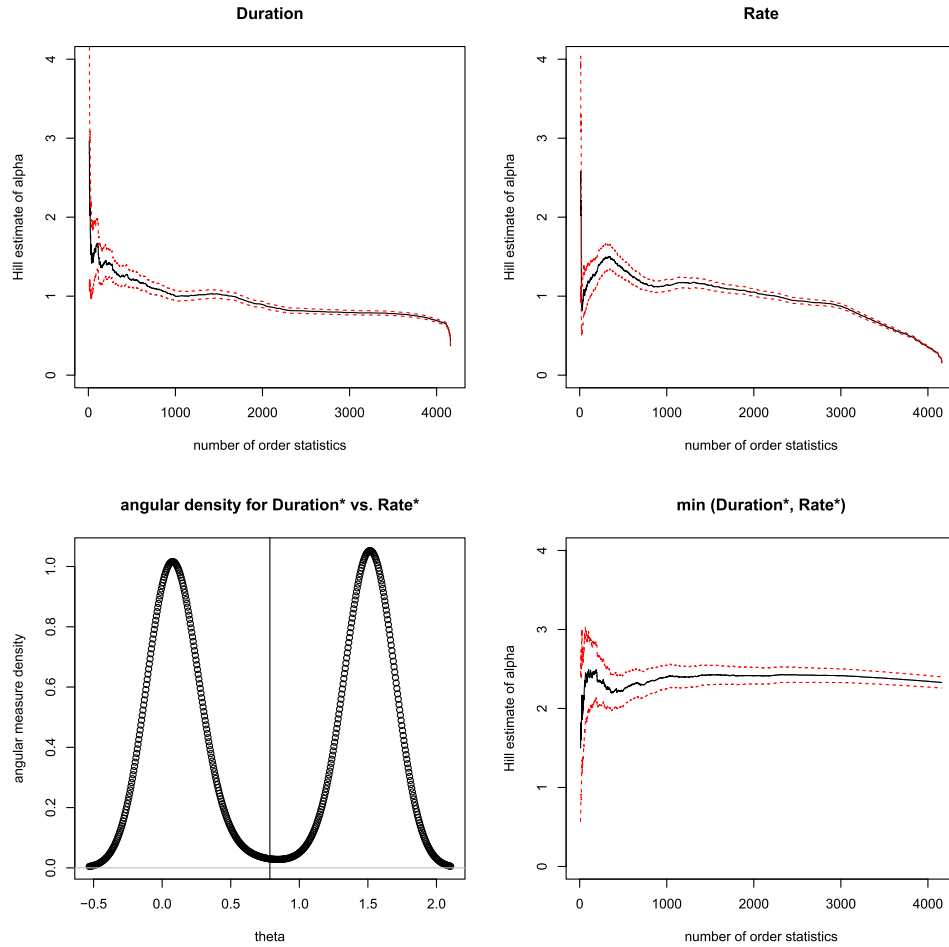 Duration
Hill estimate of alpha
4
3
2
1
0
0 1000 2000 3000 4000
number of order statistics
Rate
Hill estimate of alpha
4
3
2
1
0
0 1000 2000 3000 4000
number of order statistics
angular density for Duration* vs. Rate*
angular measure density
1.0
0.8
0.6
0.4
0.2
0.0
−0.5 0.0 0.5 1.0 1.5 2.0
theta
min (Duration*, Rate*)
Hill estimate of alpha
4
3
2
1
0
0 1000 2000 3000 4000
number of order statistics